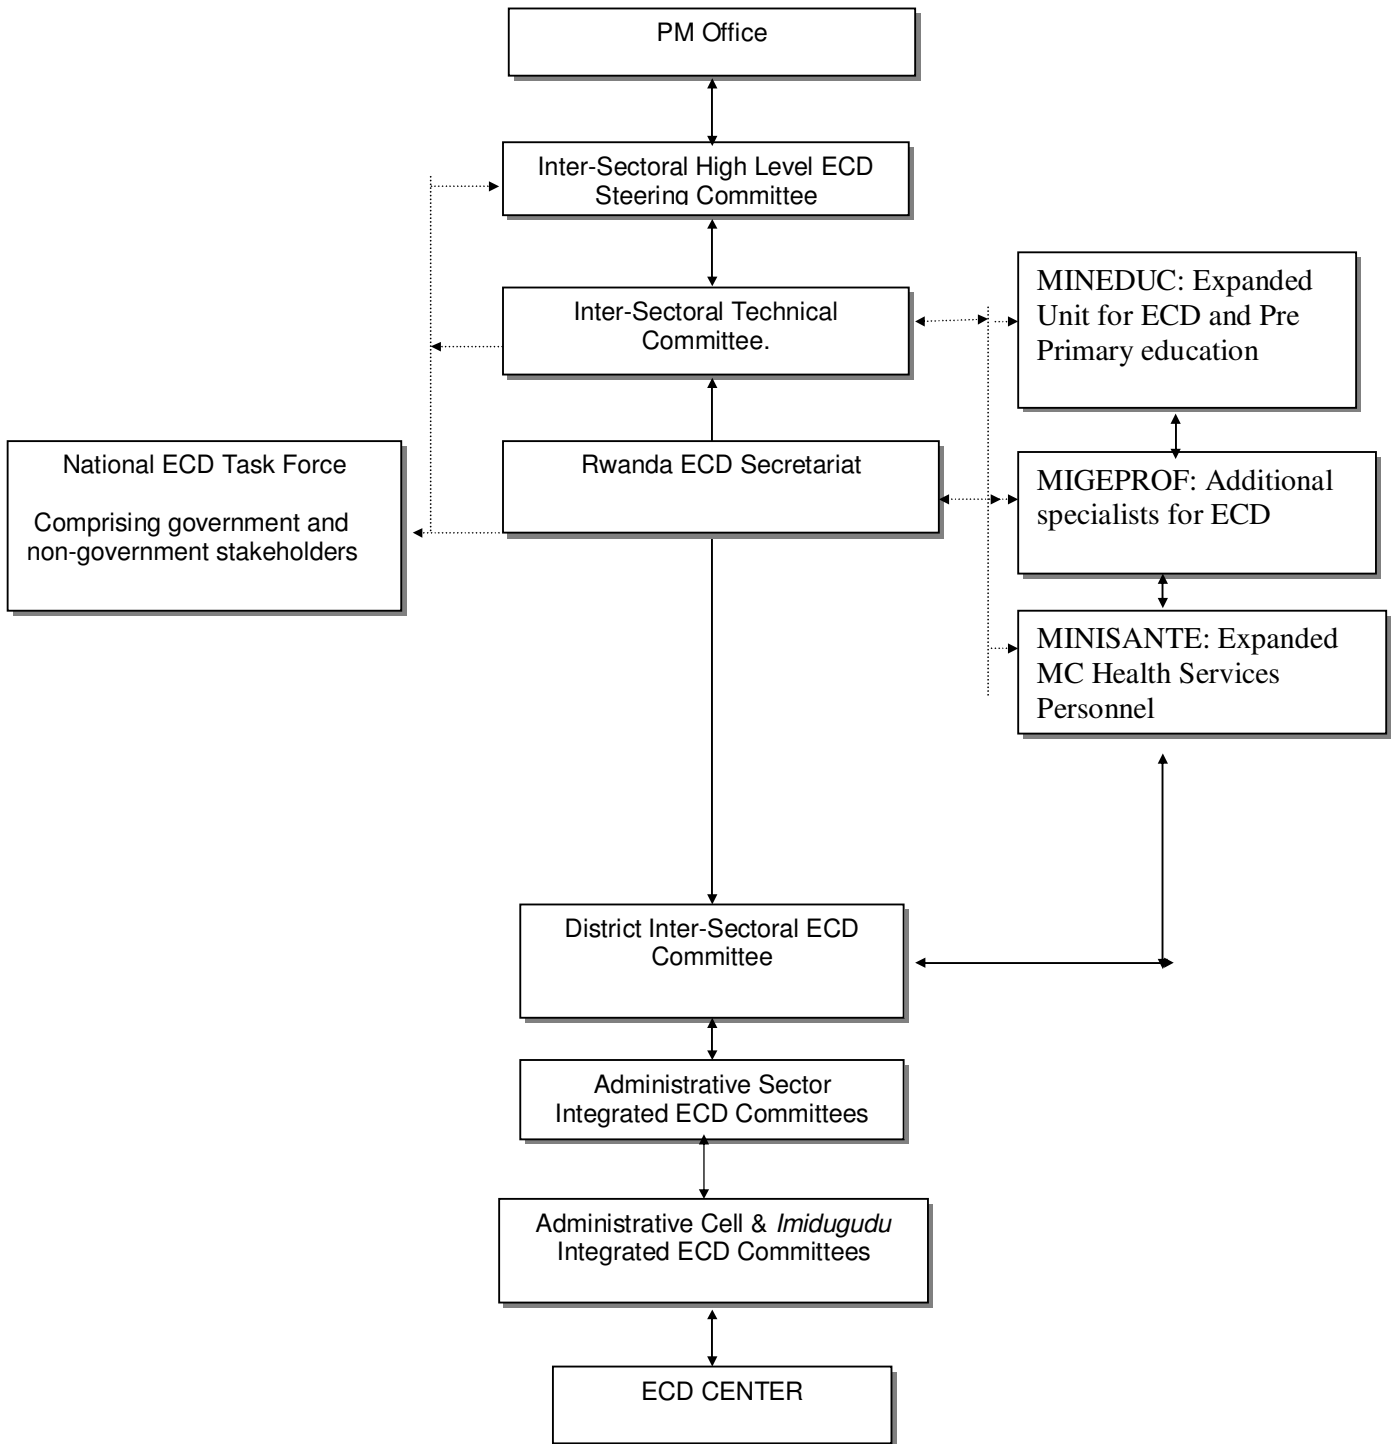 PM Office
Inter-Sectoral High Level ECD
Steering Committee
Inter-Sectoral Technical
Committee.
MINEDUC: Expanded
Unit for ECD and Pre
Primary education
National ECD Task Force
Comprising government and
non-government stakeholders
Rwanda ECD Secretariat
MIGEPROF: Additional
specialists for ECD
MINISANTE: Expanded
MC Health Services
Personnel
District Inter-Sectoral ECD
Committee
Administrative Sector
Integrated ECD Committees
Administrative Cell & Imidugudu
Integrated ECD Committees
ECD CENTER